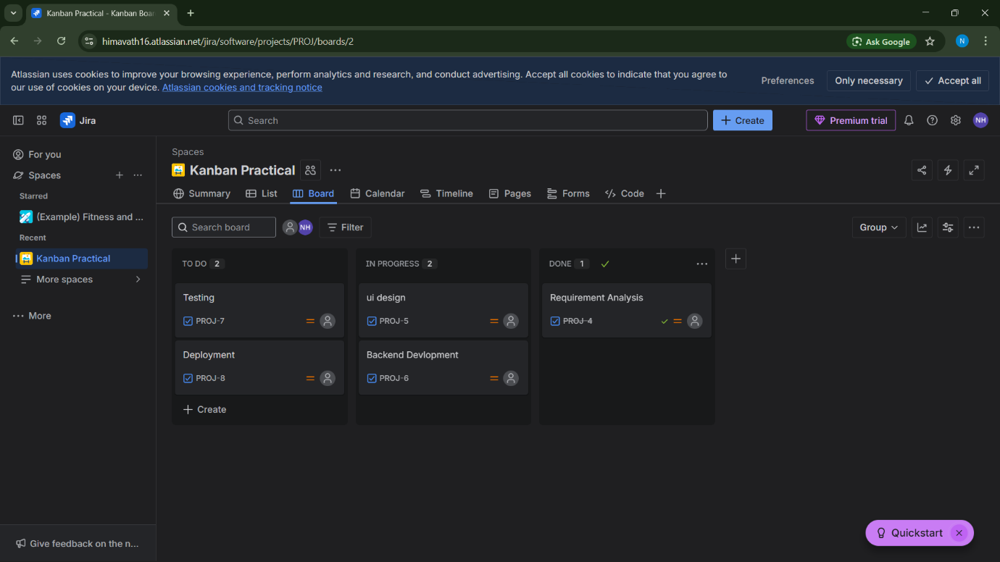 Kanban Practical - Kanban Boar
himavath16.atlassian.net/jira/software/projects/PROJ/boards/2
Ask Google
N
Atlassian uses cookies to improve your browsing experience, perform analytics and research, and conduct advertising. Accept all cookies to indicate that you agree to
our use of cookies on your device. Atlassian cookies and tracking notice
Preferences
Only necessary
Accept all
Jira
Search
Create
Premium trial
NH
For you
Spaces
Starred
(Example) Fitness and ...
Recent
Kanban Practical
More spaces
More
Give feedback on the n...
Spaces
Kanban Practical
Summary
List
Board
Calendar
Timeline
Pages
Forms
Code
Search board
NH
Filter
Group
TO DO 2
Testing
PROJ-7
Deployment
PROJ-8
Create
IN PROGRESS 2
ui design
PROJ-5
Backend Devlopment
PROJ-6
DONE 1
Requirement Analysis
PROJ-4
Quickstart